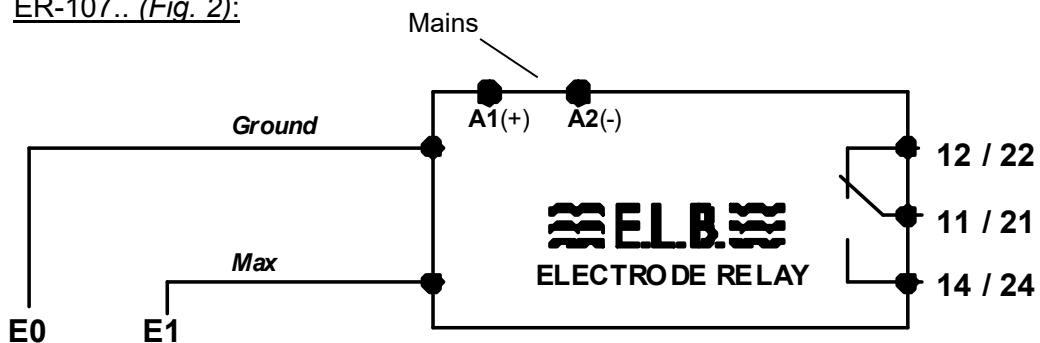 ER-107.. (Fig. 2):
Mains
A1(+) A2(-)
Ground
12 / 22
E.L.B.
11 / 21
ELECTRODE RELAY
Max
14 / 24
E0 E1